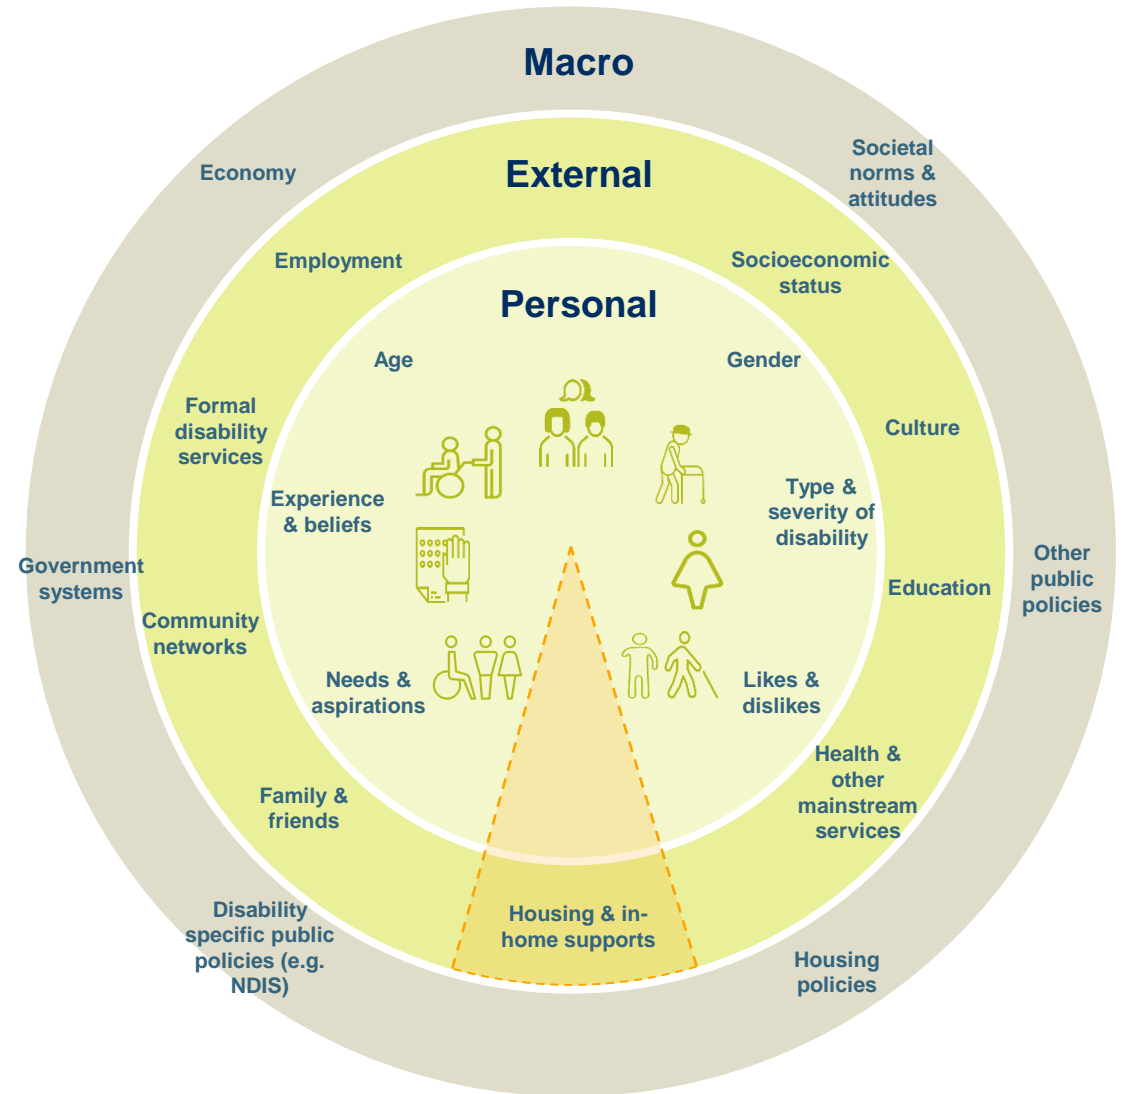 Macro
Economy
Societal
norms &
attitudes
Government
systems
Other
public
policies
Disability
specific public
policies (e.g.
NDIS)
Housing
policies
External
Employment
Socioeconomic
status
Formal
disability
services
Culture
Community
networks
Education
Family &
friends
Health &
other
mainstream
services
Housing & in-
home supports
Personal
Age
Gender
Experience
& beliefs
Type &
severity of
disability
Needs &
aspirations
Likes &
dislikes